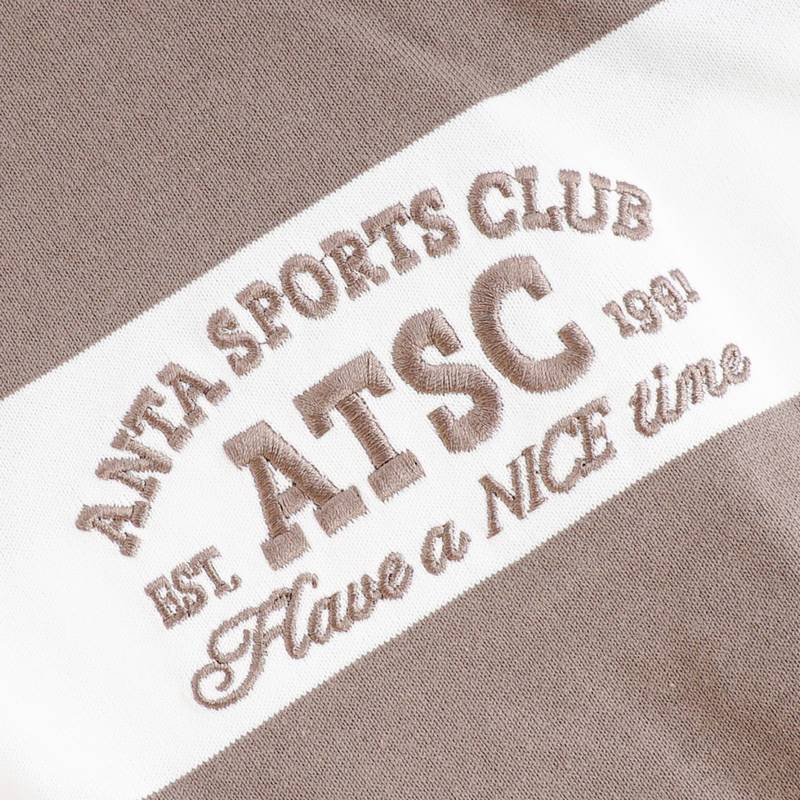 ANTA SPORTS CLUB
EST. ATSC 1991
Have a NICE time